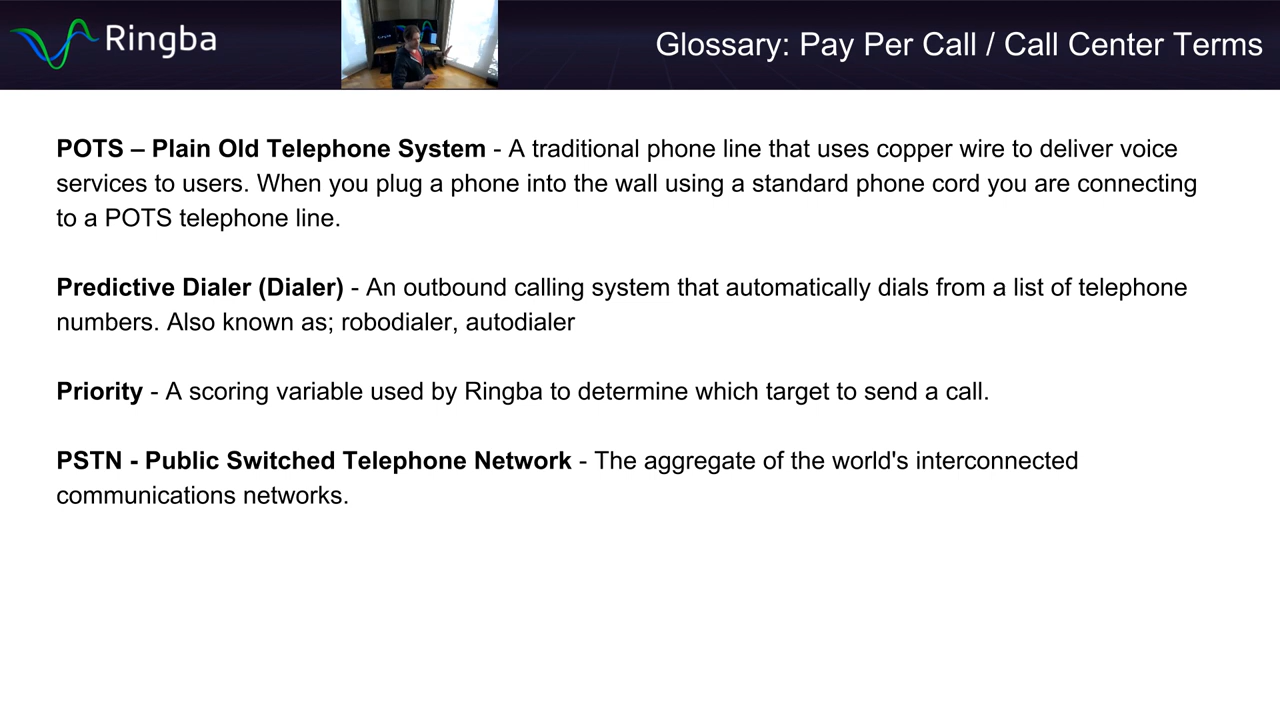 Ringba
Glossary: Pay Per Call / Call Center Terms
POTS – Plain Old Telephone System - A traditional phone line that uses copper wire to deliver voice
services to users. When you plug a phone into the wall using a standard phone cord you are connecting
to a POTS telephone line.
Predictive Dialer (Dialer) - An outbound calling system that automatically dials from a list of telephone
numbers. Also known as; robodialer, autodialer
Priority - A scoring variable used by Ringba to determine which target to send a call.
PSTN - Public Switched Telephone Network - The aggregate of the world's interconnected
communications networks.